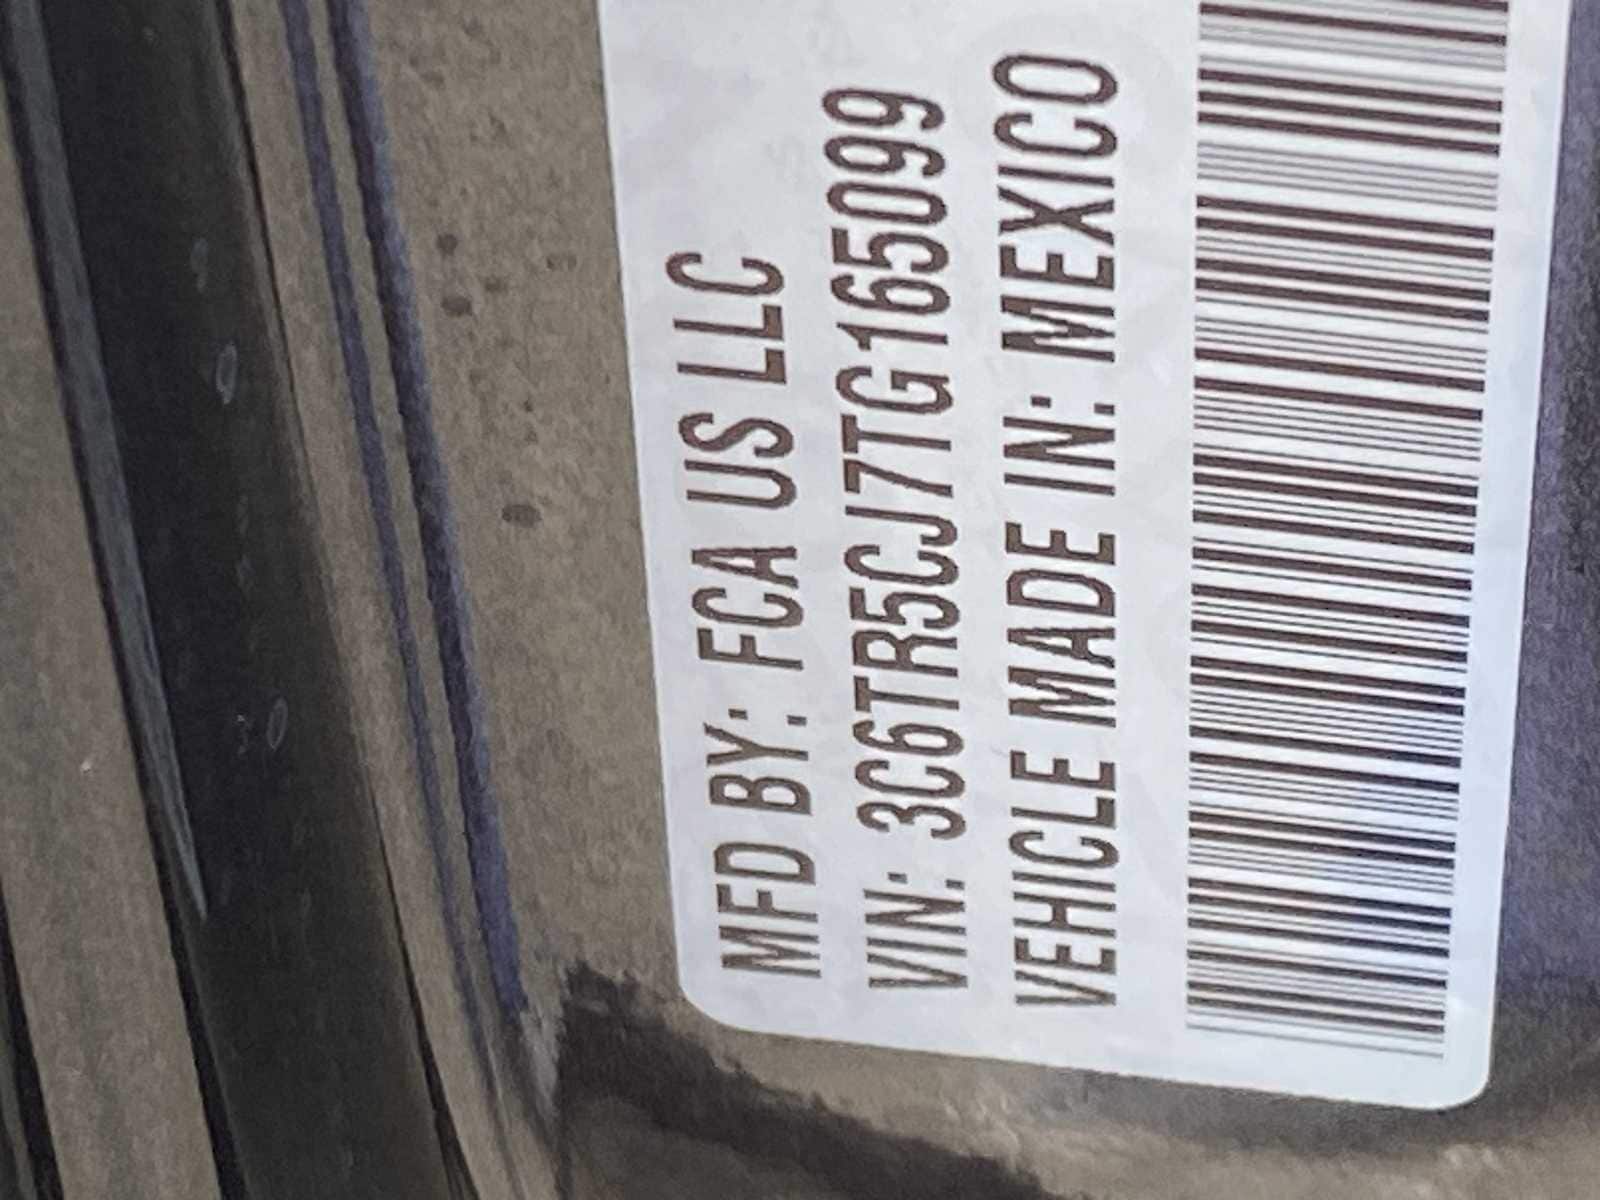 MFD BY: FCA US LLC
VIN: 3C6TR5CJ7TG165099
VEHICLE MADE IN: MEXICO